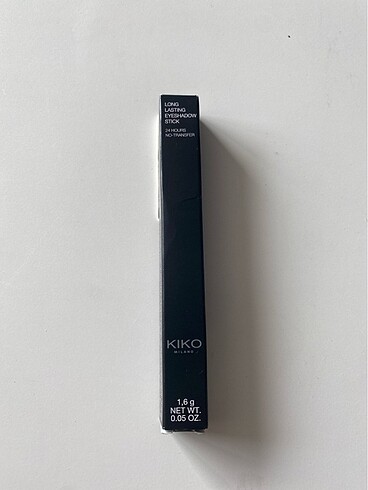 LONG
LASTING
EYESHADOW
STICK
24 HOURS
NO-TRANSFER
KIKO
MILANO
1,6 g
NET WT.
0.05 OZ.